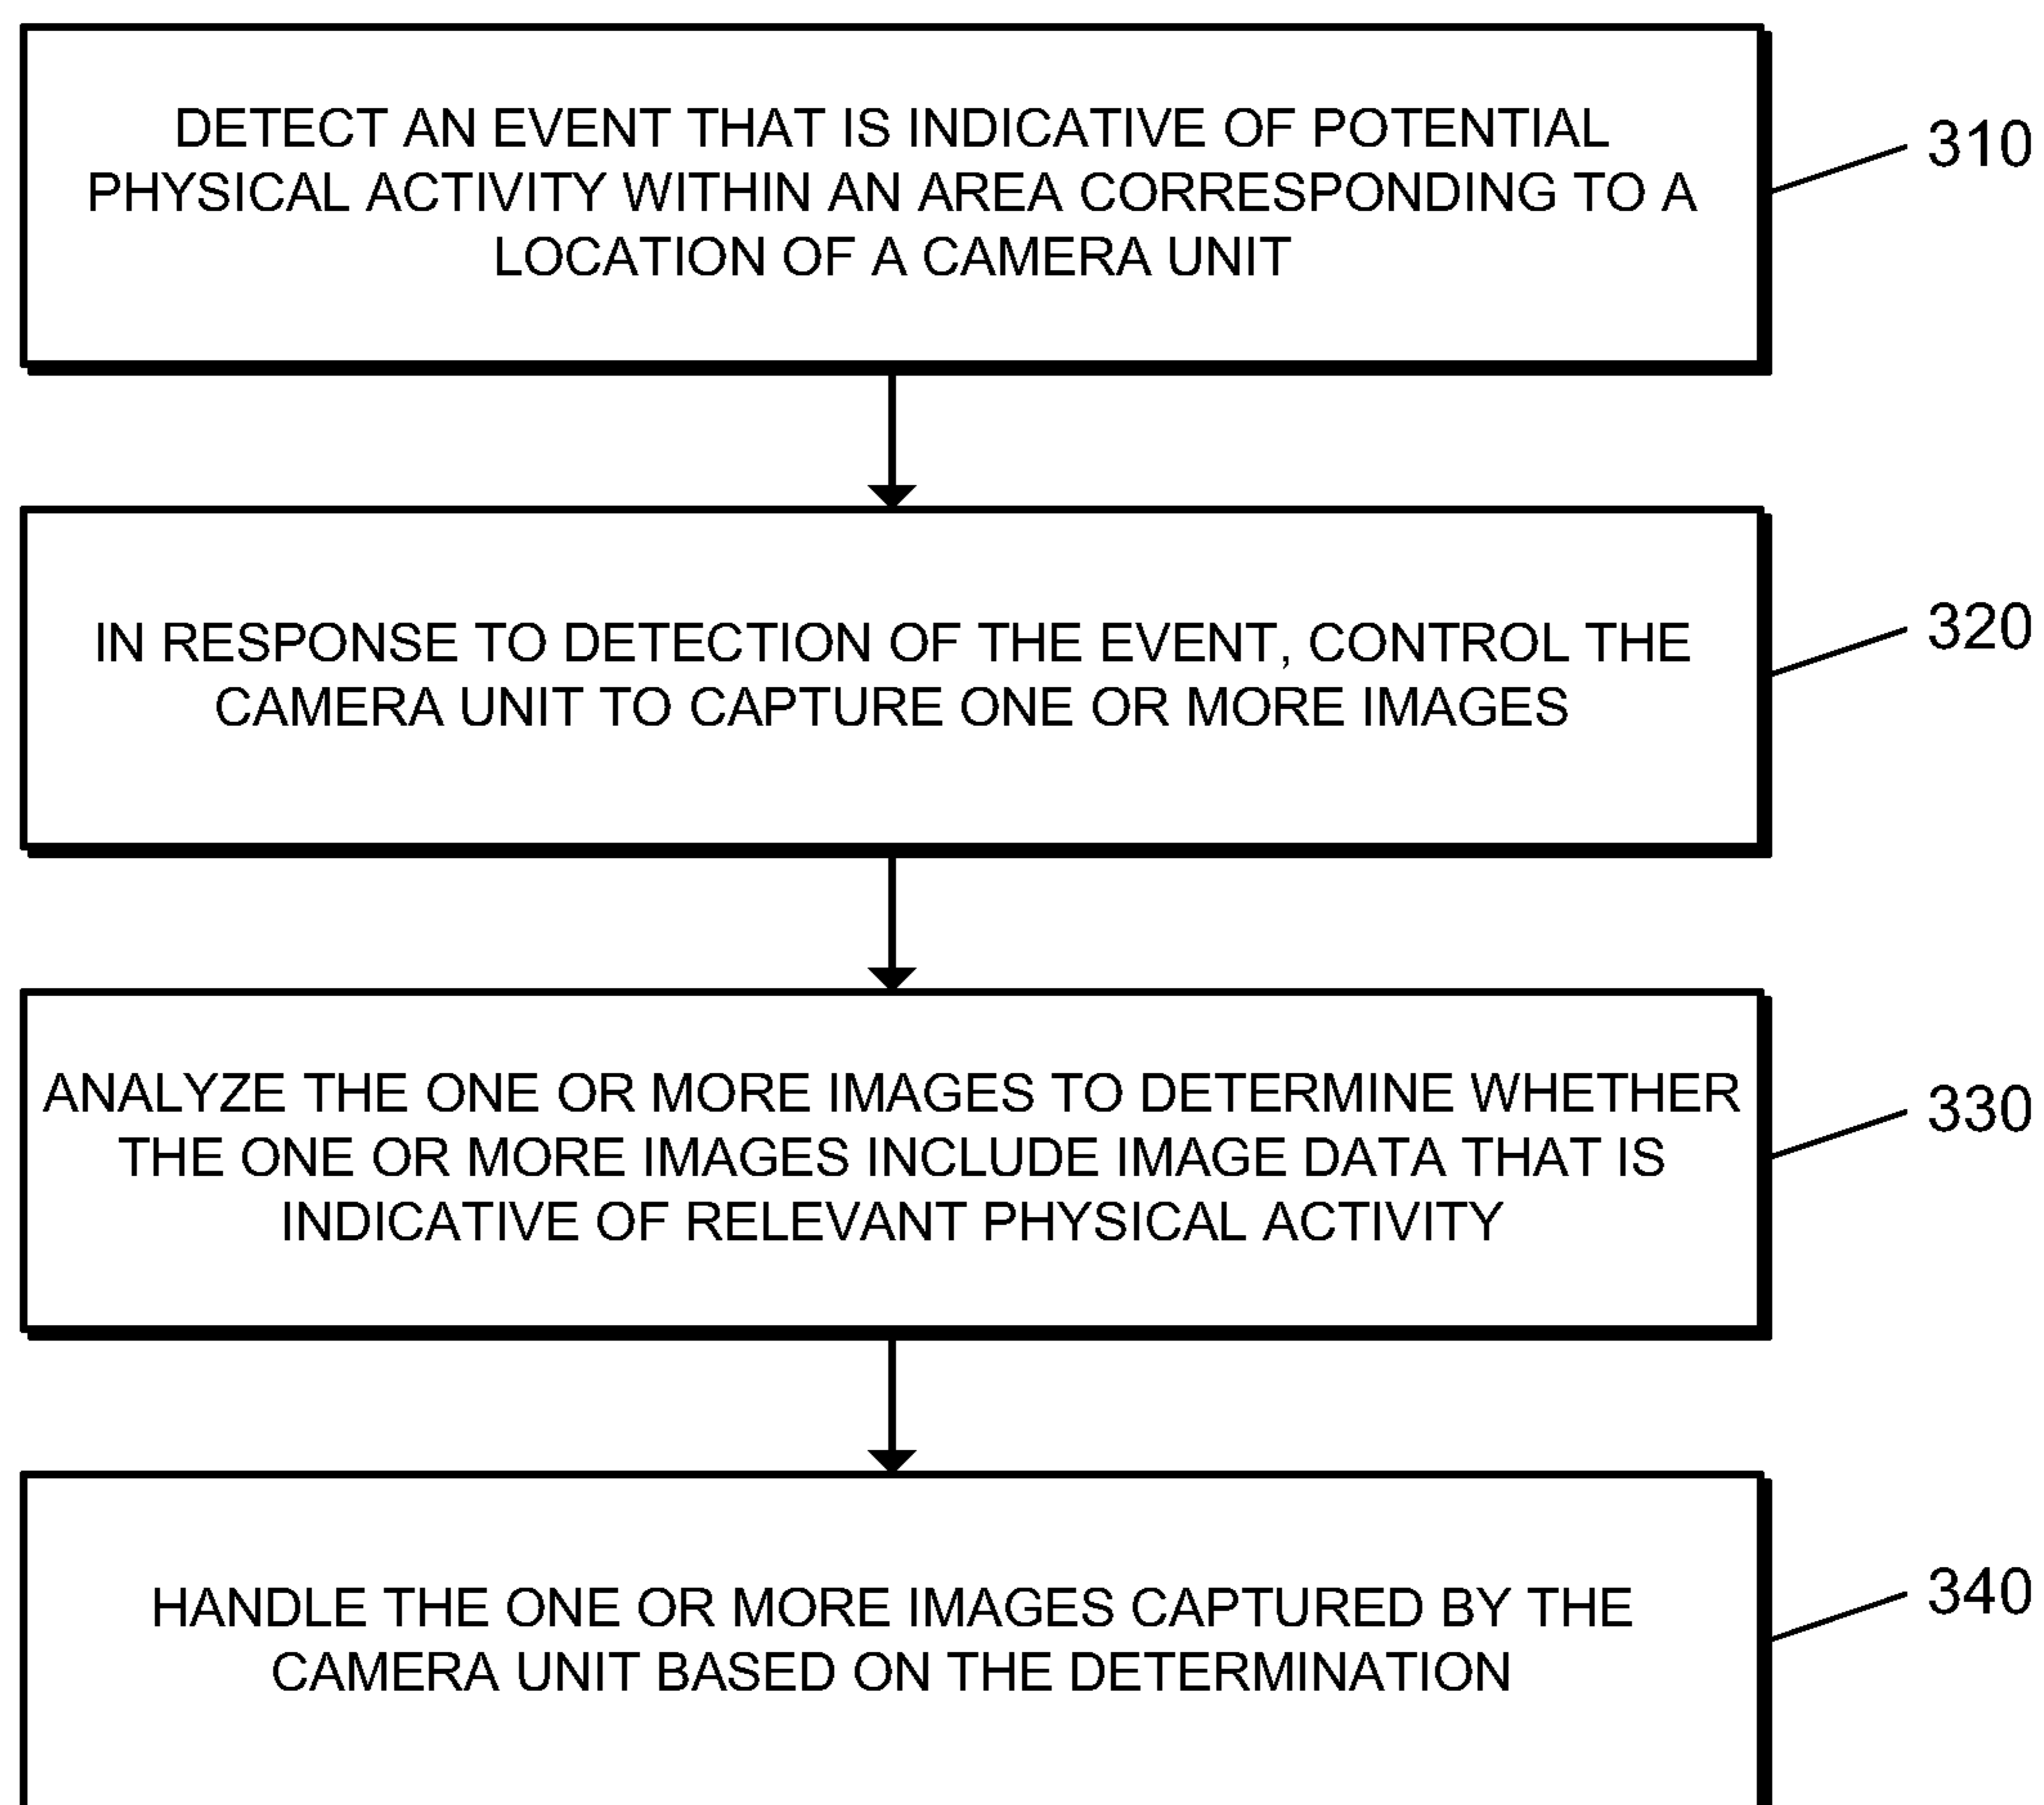 DETECT AN EVENT THAT IS INDICATIVE OF POTENTIAL
PHYSICAL ACTIVITY WITHIN AN AREA CORRESPONDING TO A
LOCATION OF A CAMERA UNIT
310
IN RESPONSE TO DETECTION OF THE EVENT, CONTROL THE
CAMERA UNIT TO CAPTURE ONE OR MORE IMAGES
320
ANALYZE THE ONE OR MORE IMAGES TO DETERMINE WHETHER
THE ONE OR MORE IMAGES INCLUDE IMAGE DATA THAT IS
INDICATIVE OF RELEVANT PHYSICAL ACTIVITY
330
HANDLE THE ONE OR MORE IMAGES CAPTURED BY THE
CAMERA UNIT BASED ON THE DETERMINATION
340